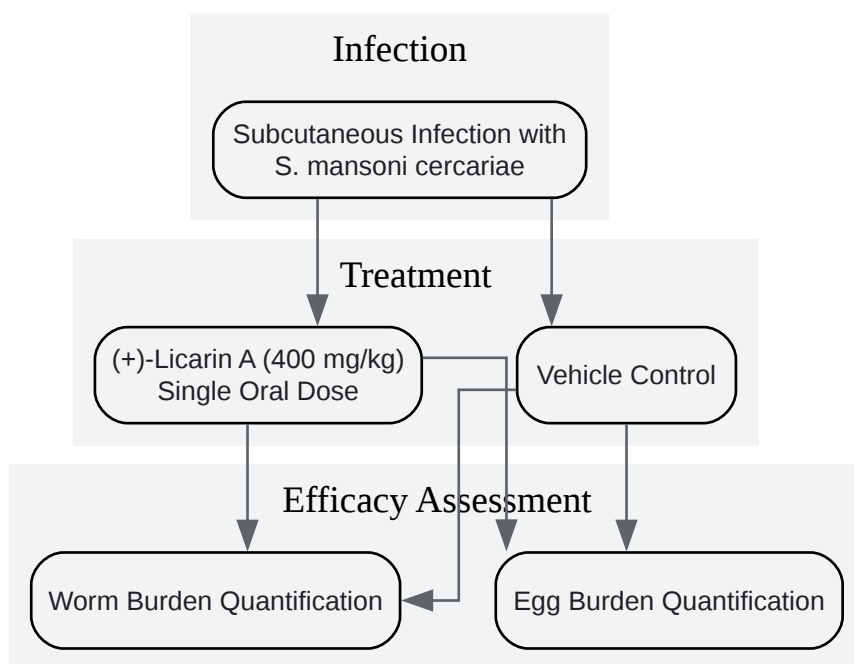 Infection
Subcutaneous Infection with
S. mansoni cercariae
Treatment
(+)-Licarin A (400 mg/kg)
Single Oral Dose
Vehicle Control
Efficacy Assessment
Worm Burden Quantification
Egg Burden Quantification